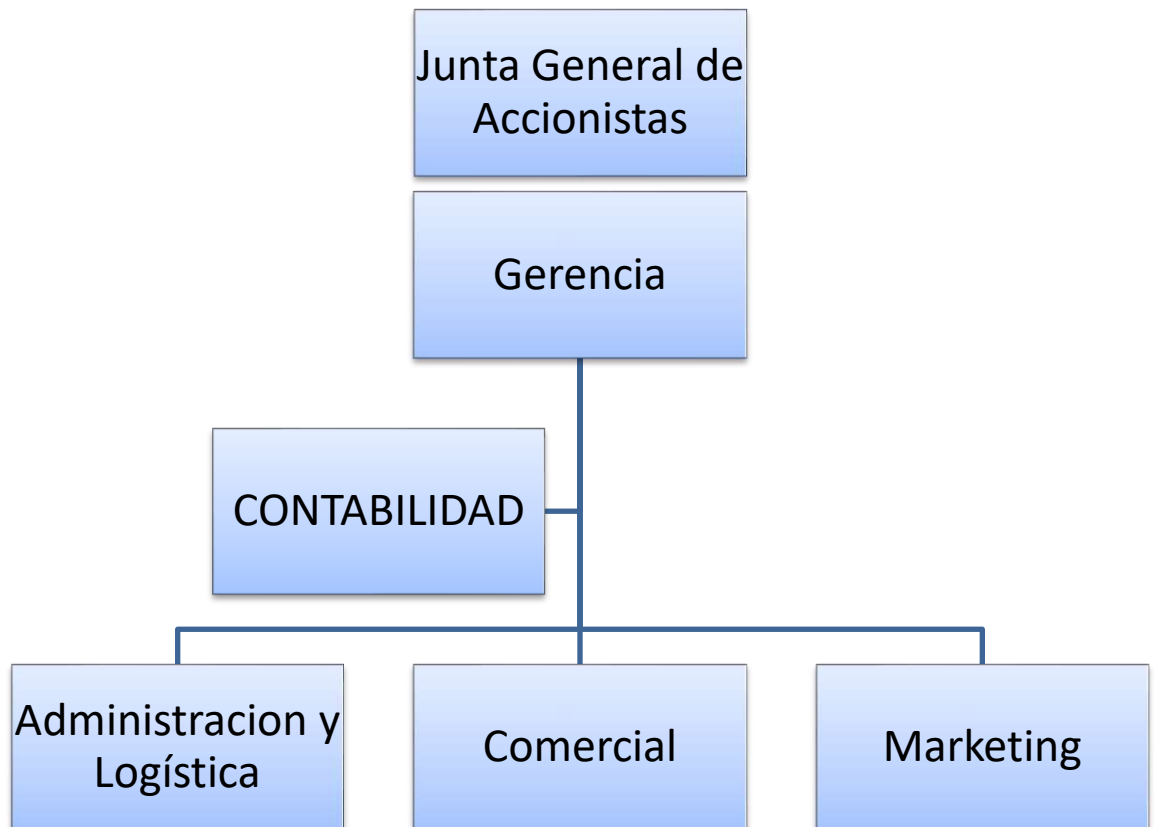 Junta General de
Accionistas
Gerencia
CONTABILIDAD
Administracion y
Logística
Comercial
Marketing